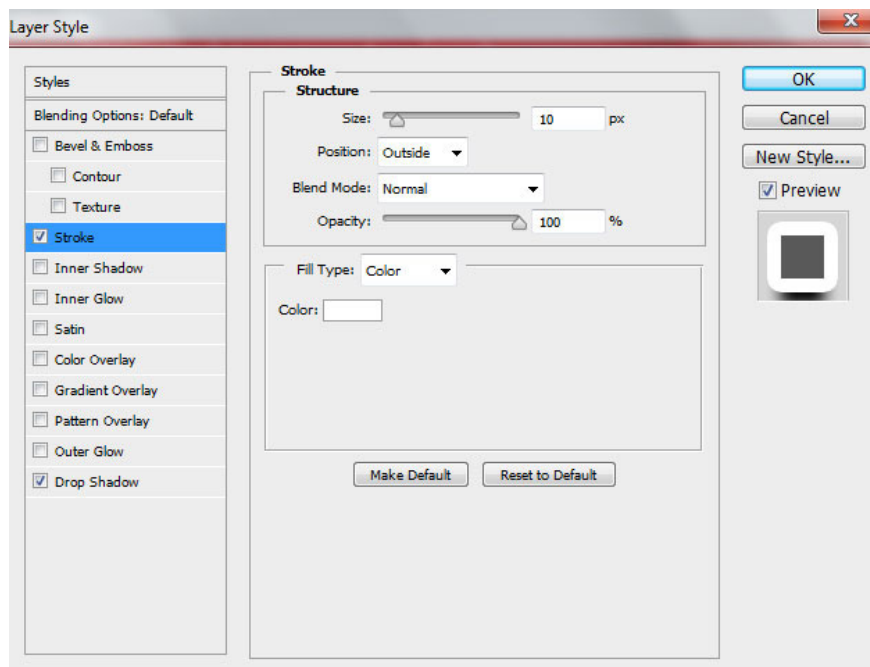 Layer Style
Styles
Blending Options: Default
Bevel & Emboss
Contour
Texture
Stroke
Inner Shadow
Inner Glow
Satin
Color Overlay
Gradient Overlay
Pattern Overlay
Outer Glow
Drop Shadow
Stroke
Structure
Size: 10 px
Position: Outside
Blend Mode: Normal
Opacity: 100 %
Fill Type: Color
Color:
Make Default Reset to Default
OK
Cancel
New Style...
Preview